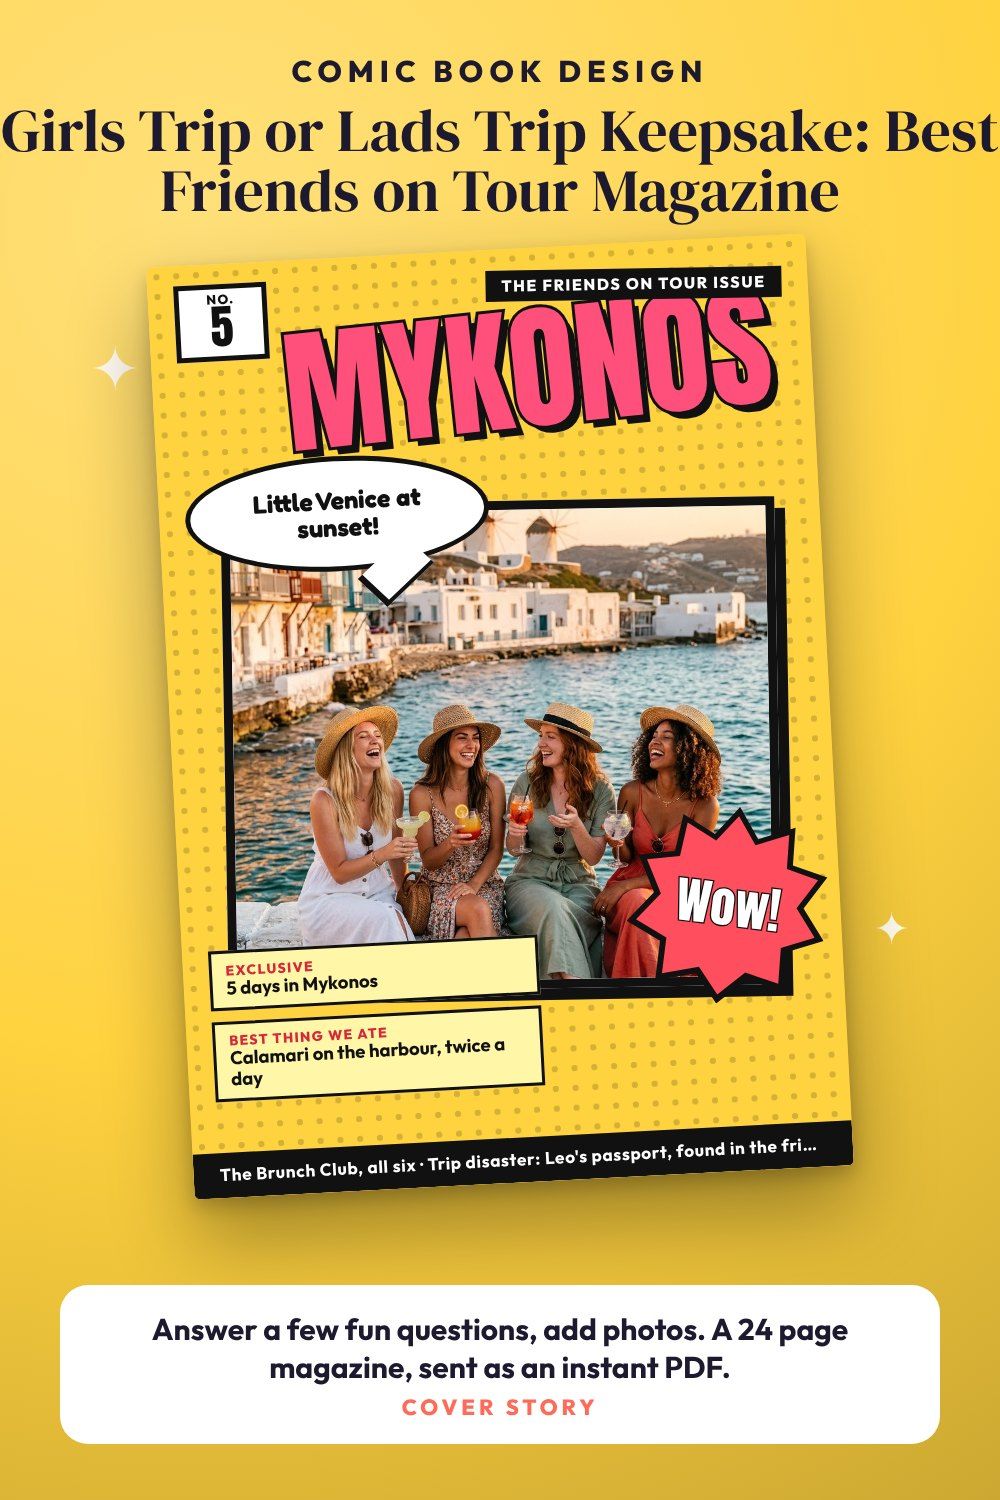 COMIC BOOK DESIGN
Girls Trip or Lads Trip Keepsake: Best
Friends on Tour Magazine
NO.
5
THE FRIENDS ON TOUR ISSUE
MYKONOS
Little Venice at
sunset!
Wow!
EXCLUSIVE
5 days in Mykonos
BEST THING WE ATE
Calamari on the harbour, twice a
day
The Brunch Club, all six · Trip disaster: Leo's passport, found in the fri...
Answer a few fun questions, add photos. A 24 page
magazine, sent as an instant PDF.
COVER STORY